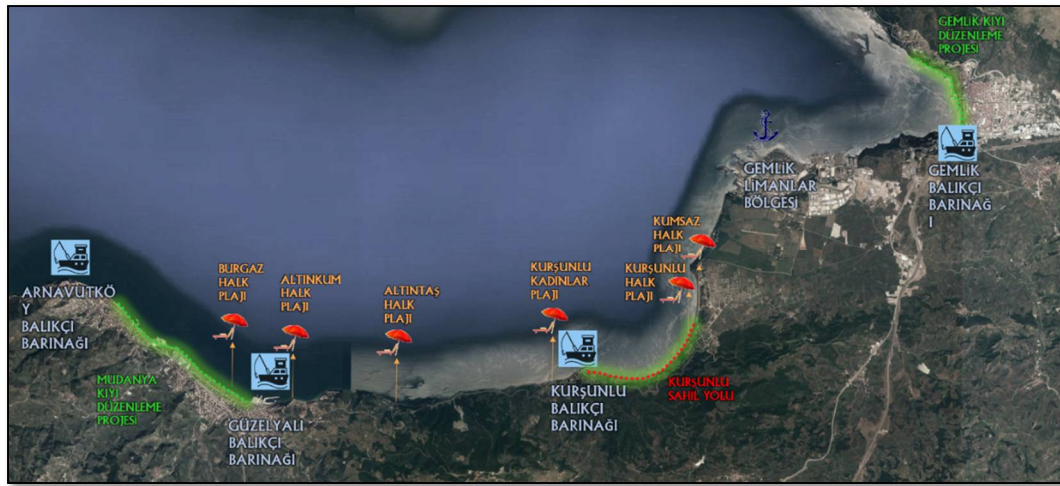 GEMLİK KIYI
DÜZENLEME
PROJESİ
GEMLİK
BALIKÇI
BARINAĞ
I
GEMLİK
LİMANLAR
BÖLGESİ
KUMSAZ
HALK
PLAJI
KURŞUNLU
HALK
PLAJI
KURŞUNLU
KADINLAR
PLAJI
BURGAZ
HALK
PLAJI
ALTINKUM
HALK
PLAJI
ALTINTAŞ
HALK
PLAJI
ARNAVUTKÖ
Y
BALIKÇI
BARINAĞI
MUDANYA
KIYI
DÜZENLEME
PROJESİ
GÜZELYALI
BALIKÇI
BARINAĞI
KURŞUNLU
BALIKÇI
BARINAĞI
KURŞUNLU
SAHİL YOLU